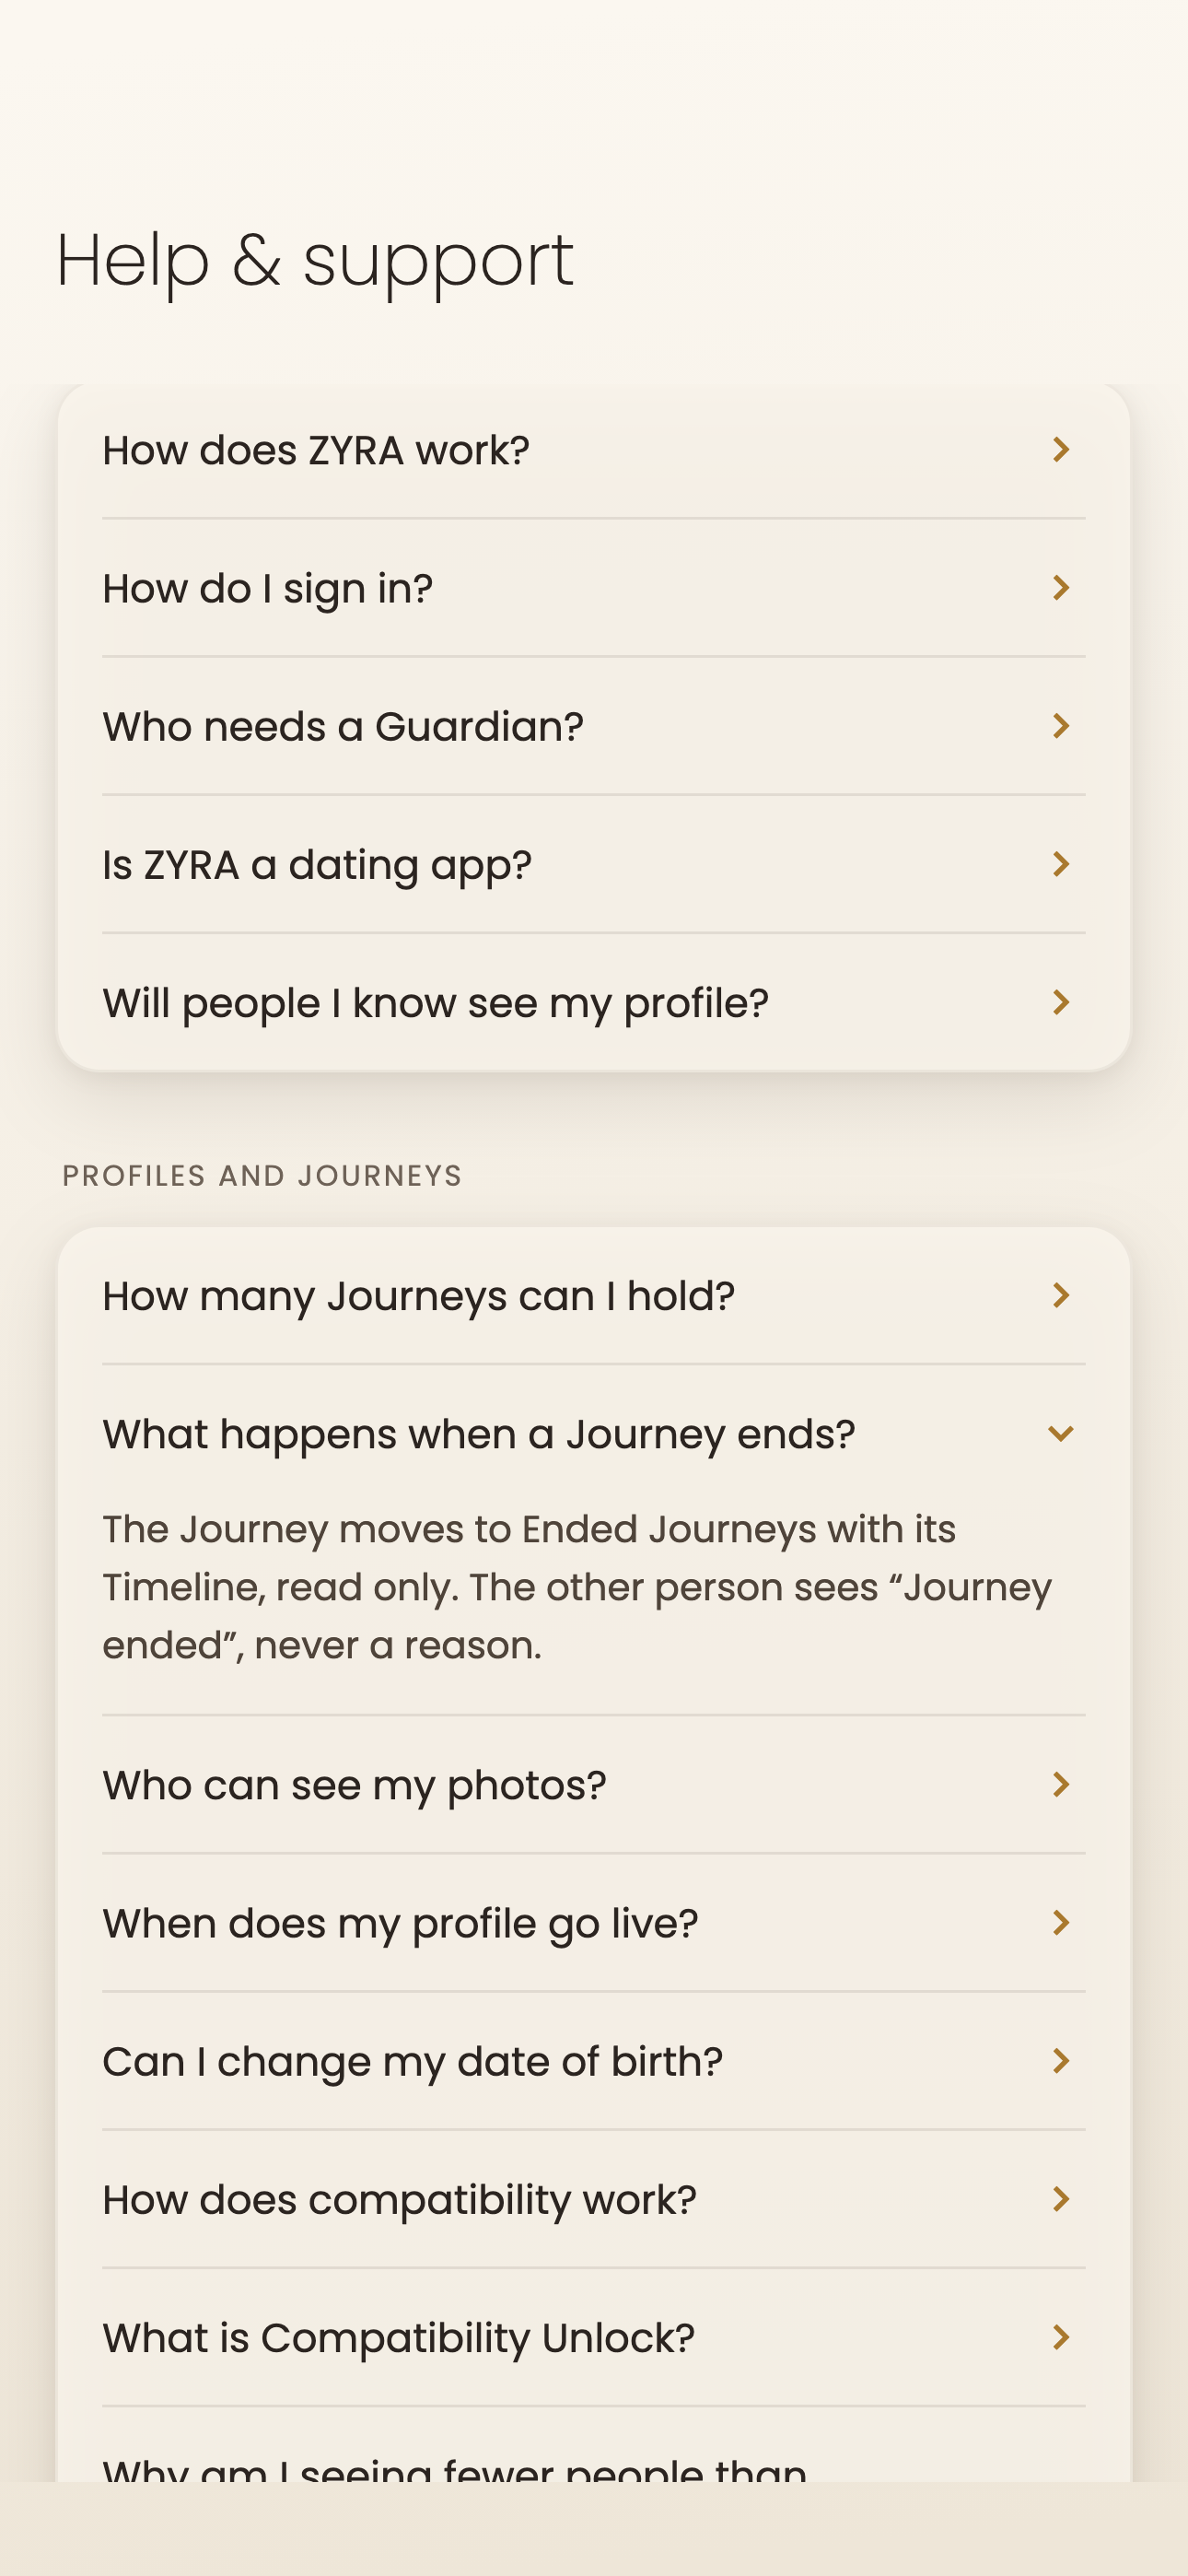 Help & support
How does ZYRA work?
How do I sign in?
Who needs a Guardian?
Is ZYRA a dating app?
Will people I know see my profile?
PROFILES AND JOURNEYS
How many Journeys can I hold?
What happens when a Journey ends?
The Journey moves to Ended Journeys with its
Timeline, read only. The other person sees “Journey
ended”, never a reason.
Who can see my photos?
When does my profile go live?
Can I change my date of birth?
How does compatibility work?
What is Compatibility Unlock?
Why am I seeing fewer people than